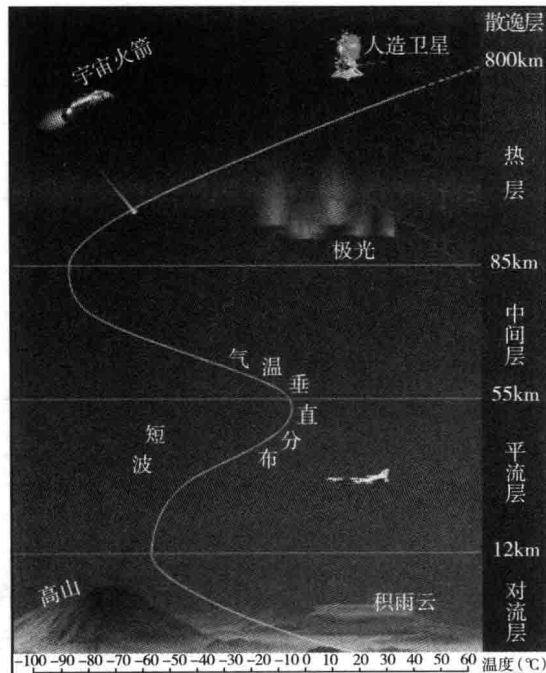 散逸层
人造卫星
800km
宇宙火箭
热层
极光
85km
中间层
气温垂直分布
55km
短波
平流层
12km
高山
积雨云
对流层
-100 -90 -80 -70 -60 -50 -40 -30 -20 -10 0 10 20 30 40 50 60 温度(℃)